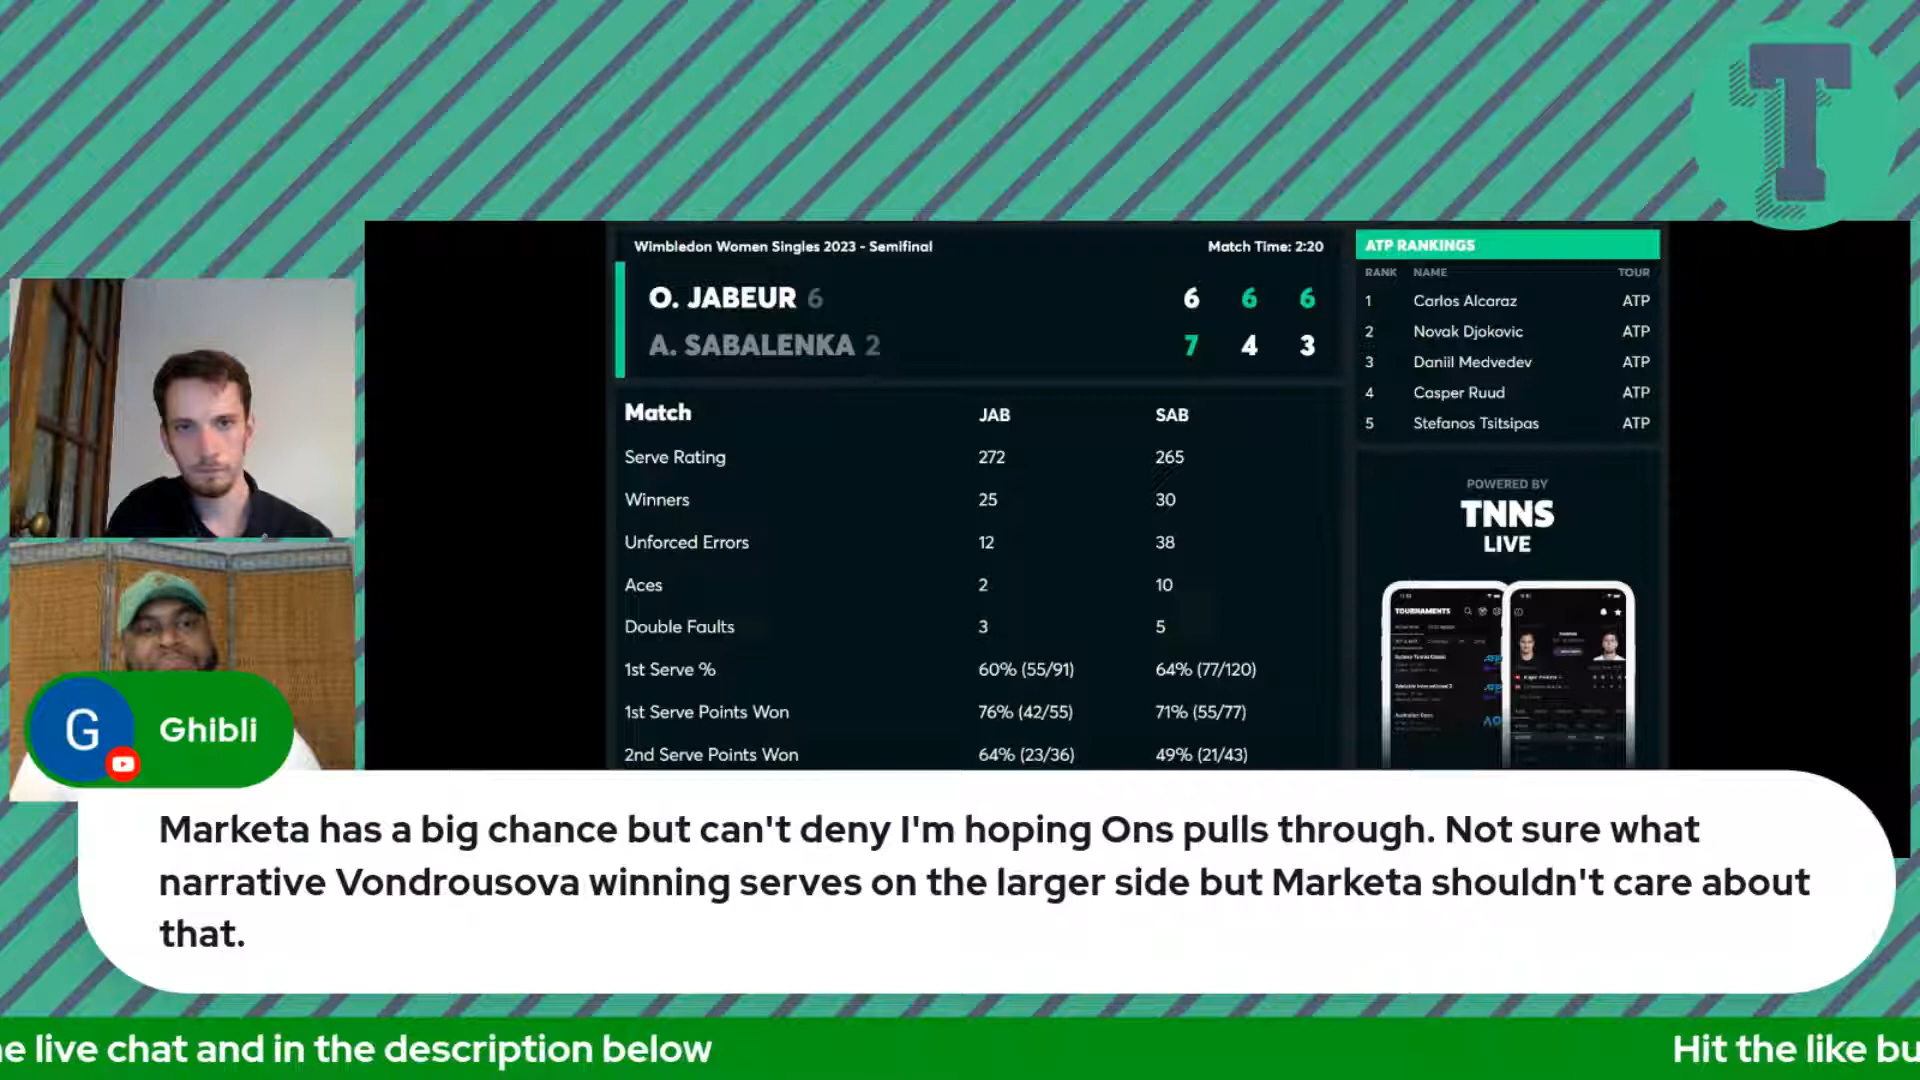 T
Wimbledon Women Singles 2023 - Semifinal
Match Time: 2:20
O. JABEUR 6
6 6 6
A. SABALENKA 2
7 4 3
Match JAB SAB
Serve Rating 272 265
Winners 25 30
Unforced Errors 12 38
Aces 2 10
Double Faults 3 5
1st Serve % 60% (55/91) 64% (77/120)
1st Serve Points Won 76% (42/55) 71% (55/77)
2nd Serve Points Won 64% (23/36) 49% (21/43)
ATP RANKINGS
RANK NAME TOUR
1 Carlos Alcaraz ATP
2 Novak Djokovic ATP
3 Daniil Medvedev ATP
4 Casper Ruud ATP
5 Stefanos Tsitsipas ATP
POWERED BY
TNNS
LIVE
TOURNAMENTS
G
Ghibli
Marketa has a big chance but can't deny I'm hoping Ons pulls through. Not sure what
narrative Vondrousova winning serves on the larger side but Marketa shouldn't care about
that.
e live chat and in the description below
Hit the like bu